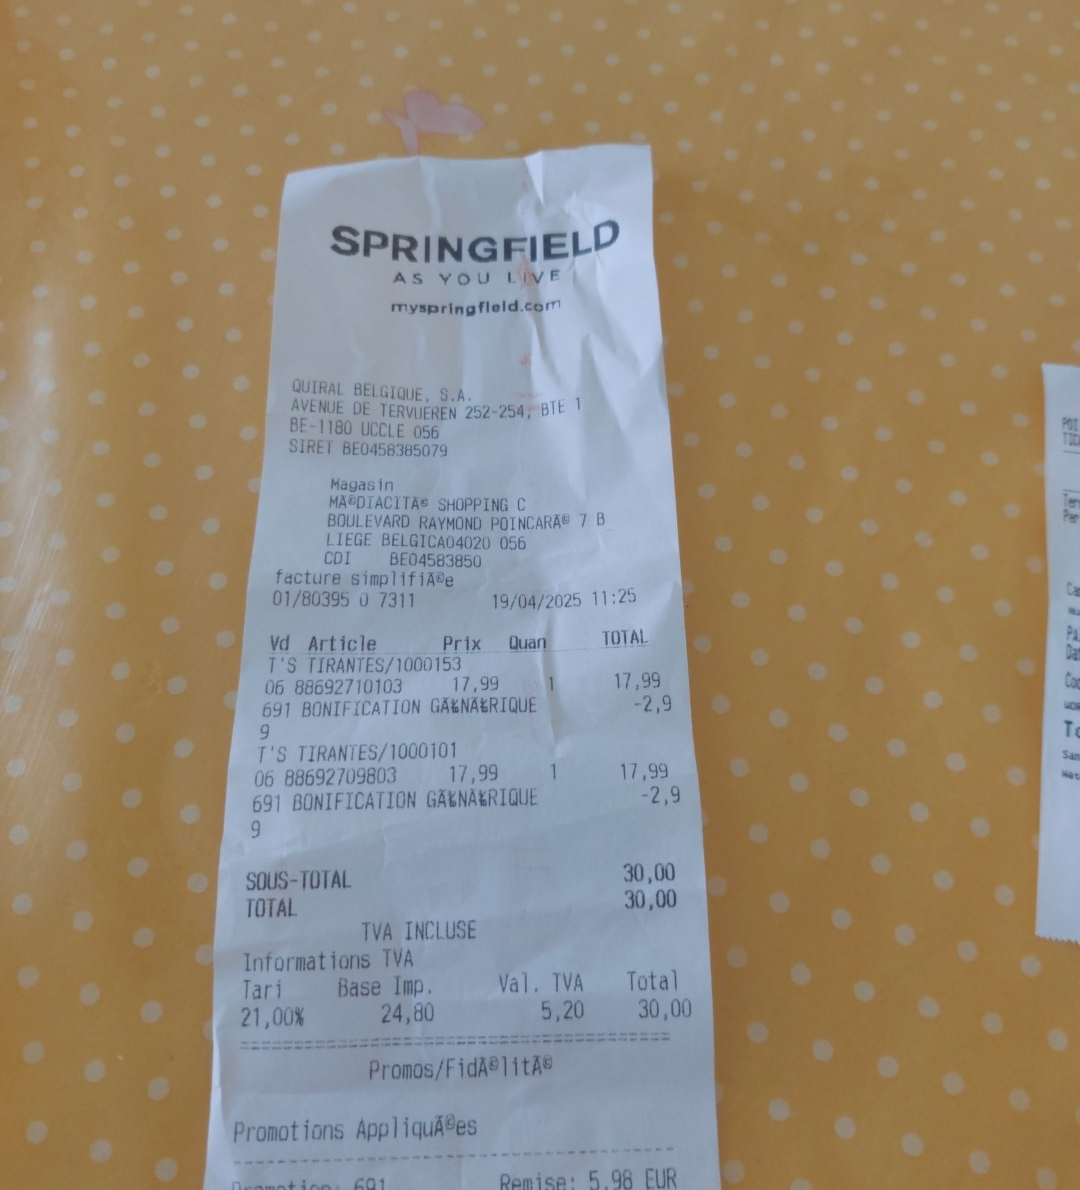 SPRINGFIELD
AS YOU LIVE
myspringfield.com
QUIRAL BELGIQUE, S.A.
AVENUE DE TERVUEREN 252-254, BTE 1
BE-1180 UCCLE 056
SIRET BE0458385079
Magasin
MÃ©DIACITÃ© SHOPPING C
BOULEVARD RAYMOND POINCARÃ© 7 B
LIEGE BELGICA04020 056
CDI BE04583850
facture simplifiÃ©e
01/80395 0 7311 19/04/2025 11:25
Vd Article Prix Quan TOTAL
T'S TIRANTES/1000153
06 88692710103 17,99 1 17,99
691 BONIFICATION GÃ‰NÃ‰RIQUE -2,9
9
T'S TIRANTES/1000101
06 88692709803 17,99 1 17,99
691 BONIFICATION GÃ‰NÃ‰RIQUE -2,9
9
SOUS-TOTAL 30,00
TOTAL 30,00
TVA INCLUSE
Informations TVA
Tari Base Imp. Val. TVA Total
21,00% 24,80 5,20 30,00
Promos/FidÃ©litÃ©
Promotions AppliquÃ©es
Promotion: 691 Remise: 5,98 EUR